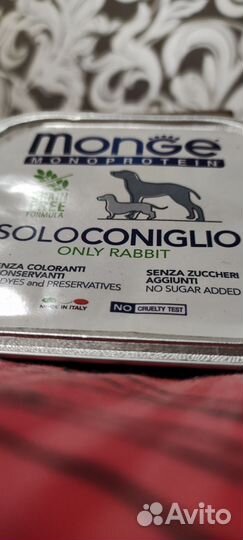 monge
MONOPROTEIN
GRAIN
FREE
FORMULA
SOLOCONIGLIO
ONLY RABBIT
SENZA COLORANTI
CONSERVANTI
DYES and PRESERVATIVES
SENZA ZUCCHERI
AGGIUNTI
NO SUGAR ADDED
MADE IN ITALY
NO CRUELTY TEST
Avito